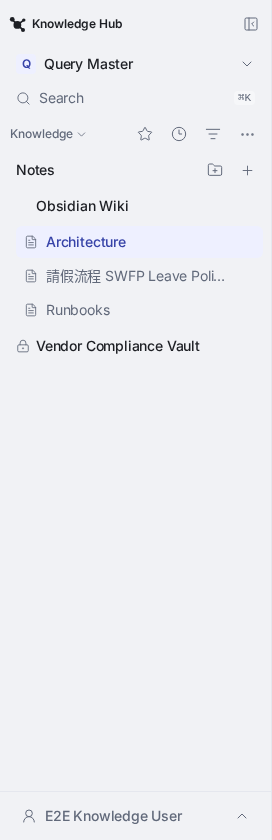 Knowledge Hub
Q Query Master
Search ⌘K
Knowledge
Notes
Obsidian Wiki
Architecture
請假流程 SWFP Leave Poli...
Runbooks
Vendor Compliance Vault
E2E Knowledge User